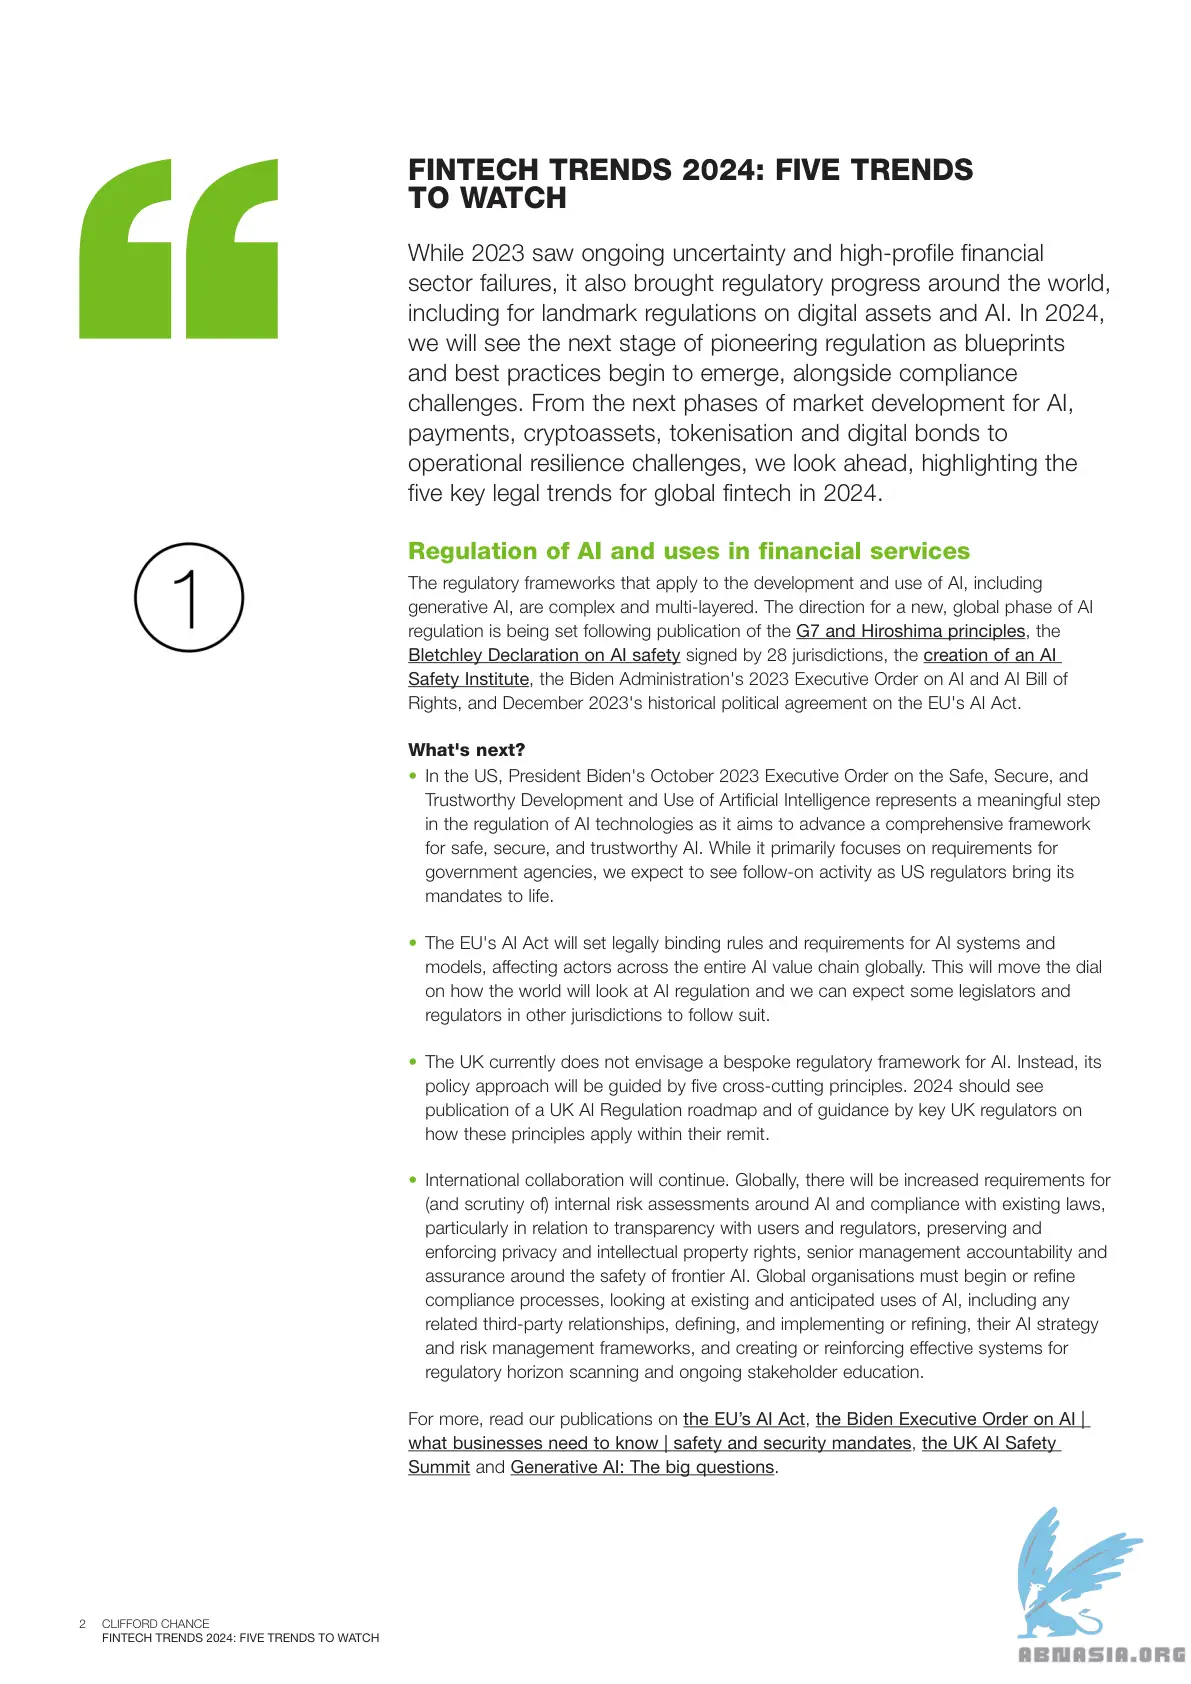 FINTECH TRENDS 2024: FIVE TRENDS
TO WATCH
While 2023 saw ongoing uncertainty and high-profile financial
sector failures, it also brought regulatory progress around the world,
including for landmark regulations on digital assets and AI. In 2024,
we will see the next stage of pioneering regulation as blueprints
and best practices begin to emerge, alongside compliance
challenges. From the next phases of market development for AI,
payments, cryptoassets, tokenisation and digital bonds to
operational resilience challenges, we look ahead, highlighting the
five key legal trends for global fintech in 2024.
1
Regulation of AI and uses in financial services
The regulatory frameworks that apply to the development and use of AI, including
generative AI, are complex and multi-layered. The direction for a new, global phase of AI
regulation is being set following publication of the G7 and Hiroshima principles, the
Bletchley Declaration on AI safety signed by 28 jurisdictions, the creation of an AI
Safety Institute, the Biden Administration's 2023 Executive Order on AI and AI Bill of
Rights, and December 2023's historical political agreement on the EU's AI Act.
What's next?
• In the US, President Biden's October 2023 Executive Order on the Safe, Secure, and
Trustworthy Development and Use of Artificial Intelligence represents a meaningful step
in the regulation of AI technologies as it aims to advance a comprehensive framework
for safe, secure, and trustworthy AI. While it primarily focuses on requirements for
government agencies, we expect to see follow-on activity as US regulators bring its
mandates to life.
• The EU's AI Act will set legally binding rules and requirements for AI systems and
models, affecting actors across the entire AI value chain globally. This will move the dial
on how the world will look at AI regulation and we can expect some legislators and
regulators in other jurisdictions to follow suit.
• The UK currently does not envisage a bespoke regulatory framework for AI. Instead, its
policy approach will be guided by five cross-cutting principles. 2024 should see
publication of a UK AI Regulation roadmap and of guidance by key UK regulators on
how these principles apply within their remit.
• International collaboration will continue. Globally, there will be increased requirements for
(and scrutiny of) internal risk assessments around AI and compliance with existing laws,
particularly in relation to transparency with users and regulators, preserving and
enforcing privacy and intellectual property rights, senior management accountability and
assurance around the safety of frontier AI. Global organisations must begin or refine
compliance processes, looking at existing and anticipated uses of AI, including any
related third-party relationships, defining, and implementing or refining, their AI strategy
and risk management frameworks, and creating or reinforcing effective systems for
regulatory horizon scanning and ongoing stakeholder education.
For more, read our publications on the EU’s AI Act, the Biden Executive Order on AI |
what businesses need to know | safety and security mandates, the UK AI Safety
Summit and Generative AI: The big questions.
2 CLIFFORD CHANCE
FINTECH TRENDS 2024: FIVE TRENDS TO WATCH
ABNASIA.ORG